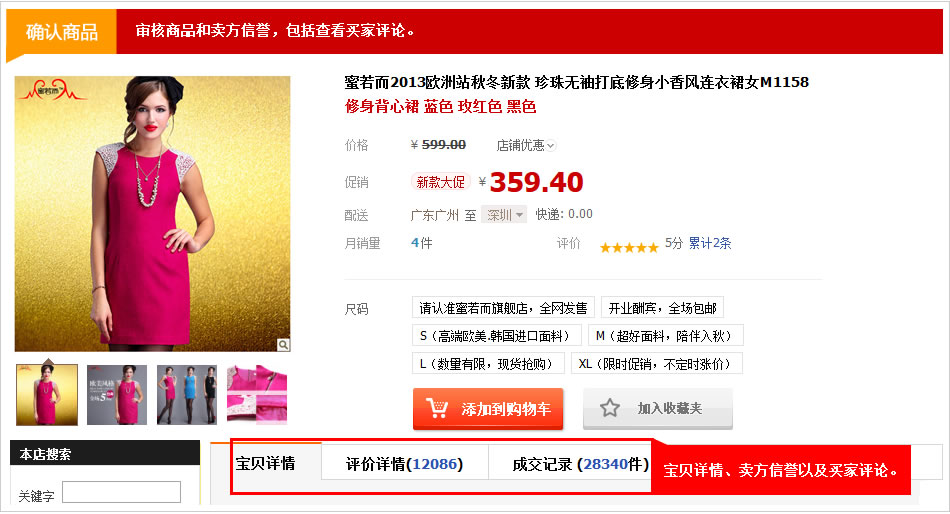 确认商品
审核商品和卖方信誉，包括查看买家评论。
蜜若而
蜜若而2013欧洲站秋冬新款 珍珠无袖打底修身小香风连衣裙女M1158
修身背心裙 蓝色 玫红色 黑色
价格 ¥ 599.00 店铺优惠
促销 新款大促 ¥ 359.40
配送 广东广州 至 深圳 快递: 0.00
月销量 4件 评价 5分 累计2条
尺码 请认准蜜若而旗舰店，全网发售 开业酬宾，全场包邮
S（高端欧美.韩国进口面料） M（超好面料，陪伴入秋）
L（数量有限，现货抢购） XL（限时促销，不定时涨价）
添加到购物车 加入收藏夹
本店搜索
关键字
宝贝详情 评价详情(12086) 成交记录 (28340件)
宝贝详情、卖方信誉以及买家评论。